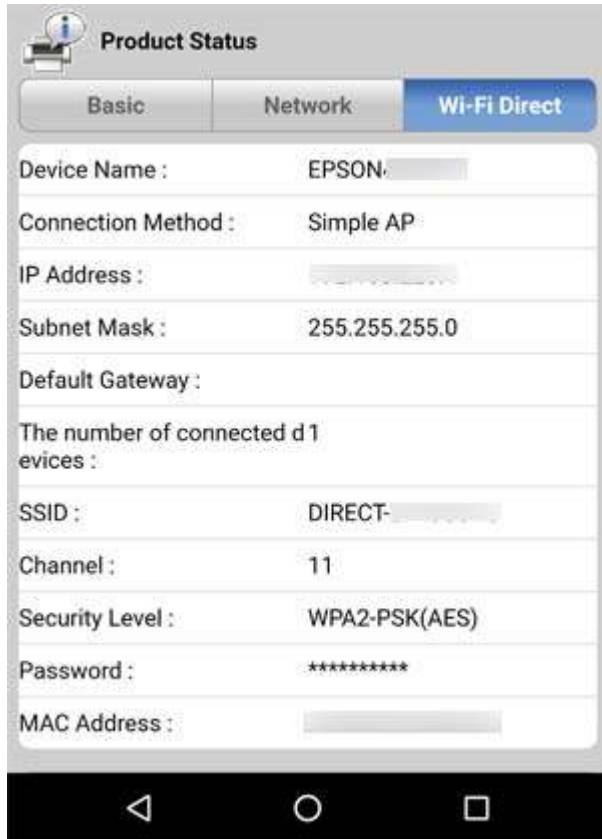 Product Status
Basic Network Wi-Fi Direct
Device Name : EPSON
Connection Method : Simple AP
IP Address :
Subnet Mask : 255.255.255.0
Default Gateway :
The number of connected d 1
evices :
SSID : DIRECT-
Channel : 11
Security Level : WPA2-PSK(AES)
Password : **********
MAC Address :